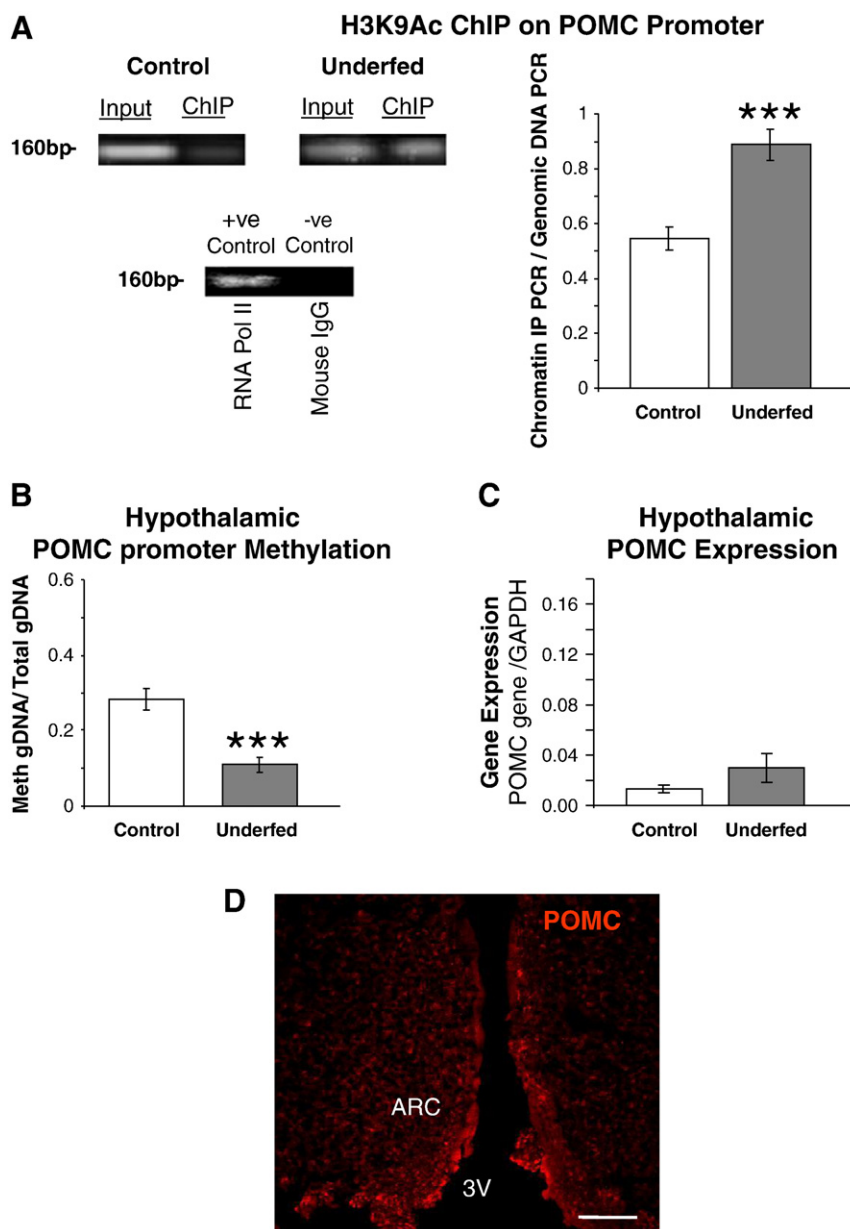 A
H3K9Ac ChIP on POMC Promoter
Control
Underfed
Input ChIP
Input ChIP
160bp-
+ve Control
-ve Control
160bp-
RNA Pol II
Mouse IgG
Chromatin IP PCR / Genomic DNA PCR
1
0.8
0.6
0.4
0.2
0
***
Control Underfed
B
Hypothalamic
POMC promoter Methylation
Meth gDNA/Total gDNA
0.6
0.4
0.2
0
***
Control Underfed
C
Hypothalamic
POMC Expression
Gene Expression
POMC gene /GAPDH
0.16
0.12
0.08
0.04
0.00
Control Underfed
D
POMC
ARC
3V